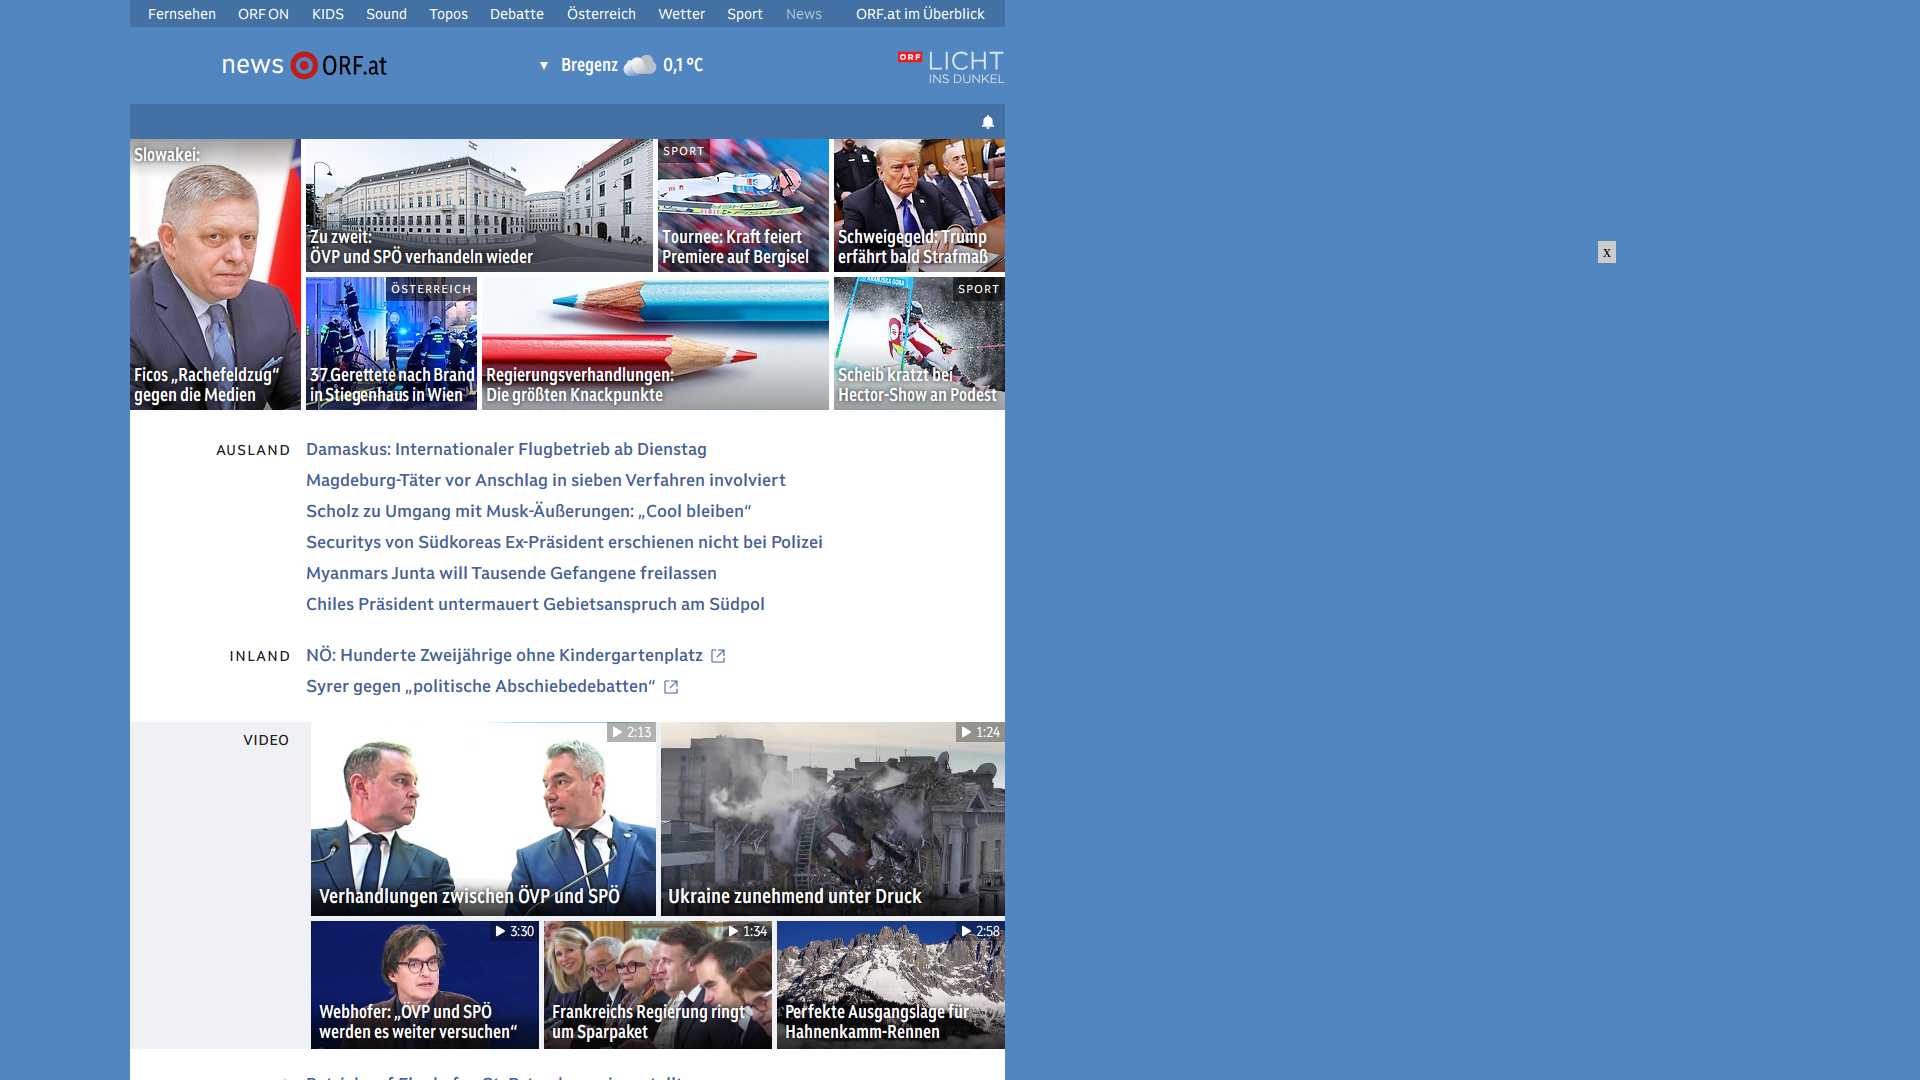 Fernsehen ORF ON KIDS Sound Topos Debatte Österreich Wetter Sport News ORF.at im Überblick
news ORF.at
Bregenz 0,1 °C
ORF LICHT
INS DUNKEL
Slowakei:
Ficos „Rachefeldzug“
gegen die Medien
Zu zweit:
ÖVP und SPÖ verhandeln wieder
SPORT
Tournee: Kraft feiert
Premiere auf Bergisel
Schweigegeld: Trump
erfährt bald Strafmaß
x
ÖSTERREICH
37 Gerettete nach Brand
in Stiegenhaus in Wien
Regierungsverhandlungen:
Die größten Knackpunkte
SPORT
Scheib kratzt bei
Hector-Show an Podest
AUSLAND
Damaskus: Internationaler Flugbetrieb ab Dienstag
Magdeburg-Täter vor Anschlag in sieben Verfahren involviert
Scholz zu Umgang mit Musk-Äußerungen: „Cool bleiben“
Securitys von Südkoreas Ex-Präsident erschienen nicht bei Polizei
Myanmars Junta will Tausende Gefangene freilassen
Chiles Präsident untermauert Gebietsanspruch am Südpol
INLAND
NÖ: Hunderte Zweijährige ohne Kindergartenplatz
Syrer gegen „politische Abschiebedebatten“
VIDEO
2:13
Verhandlungen zwischen ÖVP und SPÖ
1:24
Ukraine zunehmend unter Druck
3:30
Webhofer: „ÖVP und SPÖ
werden es weiter versuchen“
1:34
Frankreichs Regierung ringt
um Sparpaket
2:58
Perfekte Ausgangslage für
Hahnenkamm-Rennen